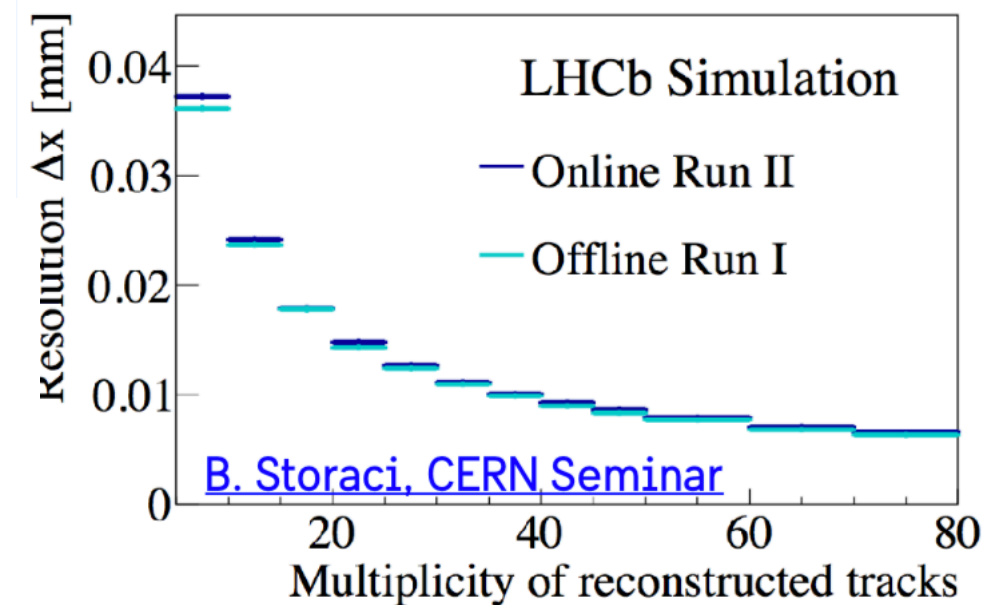 Resolution Δx [mm]
0.04
0.03
0.02
0.01
0
LHCb Simulation
Online Run II
Offline Run I
B. Storaci, CERN Seminar
20 40 60 80
Multiplicity of reconstructed tracks